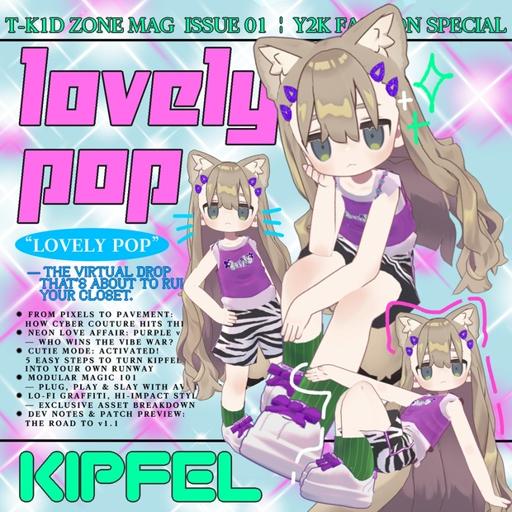 T-K1D ZONE MAG ISSUE 01 ¦ Y2K FA ON SPECIAL
lovely
pop
“LOVELY POP”
— THE VIRTUAL DROP
THAT'S ABOUT TO RUI
YOUR CLOSET.
● FROM PIXELS TO PAVEMENT:
HOW CYBER COUTURE HITS TH
● NEON LOVE AFFAIR: PURPLE v
— WHO WINS THE VIBE WAR?
● CUTIE MODE: ACTIVATED!
5 EASY STEPS TO TURN KIPFEL
INTO YOUR OWN RUNWAY
● MODULAR MAGIC 101
— PLUG, PLAY & SLAY WITH AV
● LO-FI GRAFFITI, HI-IMPACT STYL
— EXCLUSIVE ASSET BREAKDOWN
● DEV NOTES & PATCH PREVIEW:
THE ROAD TO v1.1
KIPFEL